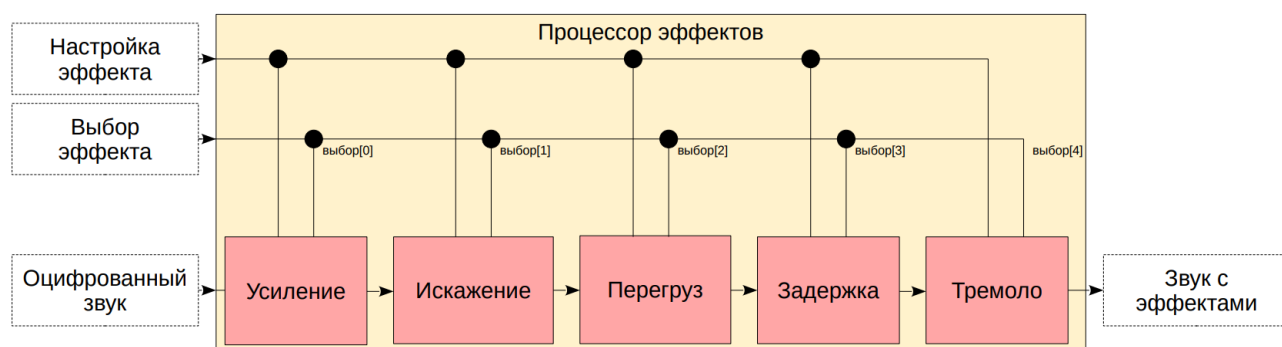 Процессор эффектов
Настройка
эффекта
Выбор
эффекта
выбор[0]
выбор[1]
выбор[2]
выбор[3]
выбор[4]
Оцифрованный
звук
Усиление
Искажение
Перегруз
Задержка
Тремоло
Звук с
эффектами